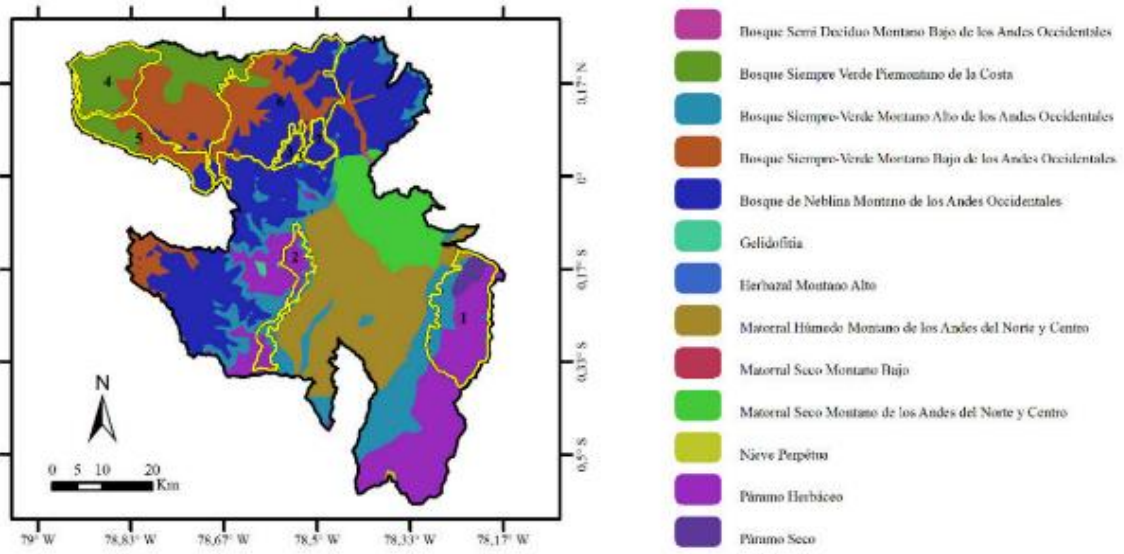 Bosque Semi Deciduo Montano Bajo de los Andes Occidentales
Bosque Siempre Verde Piemontano de la Costa
Bosque Siempre-Verde Montano Alto de los Andes Occidentales
Bosque Siempre-Verde Montano Bajo de los Andes Occidentales
Bosque de Neblina Montano de los Andes Occidentales
Gelidofitia
Herbazal Montano Alto
Matorral Húmedo Montano de los Andes del Norte y Centro
Matorral Seco Montano Bajo
Matorral Seco Montano de los Andes del Norte y Centro
Nieve Perpétua
Páramo Herbáceo
Páramo Seco
4
5
6
2
1
N
0 5 10 20
Km
0,17° N
0°
0,17° S
0,33° S
0,5° S
79° W
78,83° W
78,67° W
78,5° W
78,33° W
78,17° W